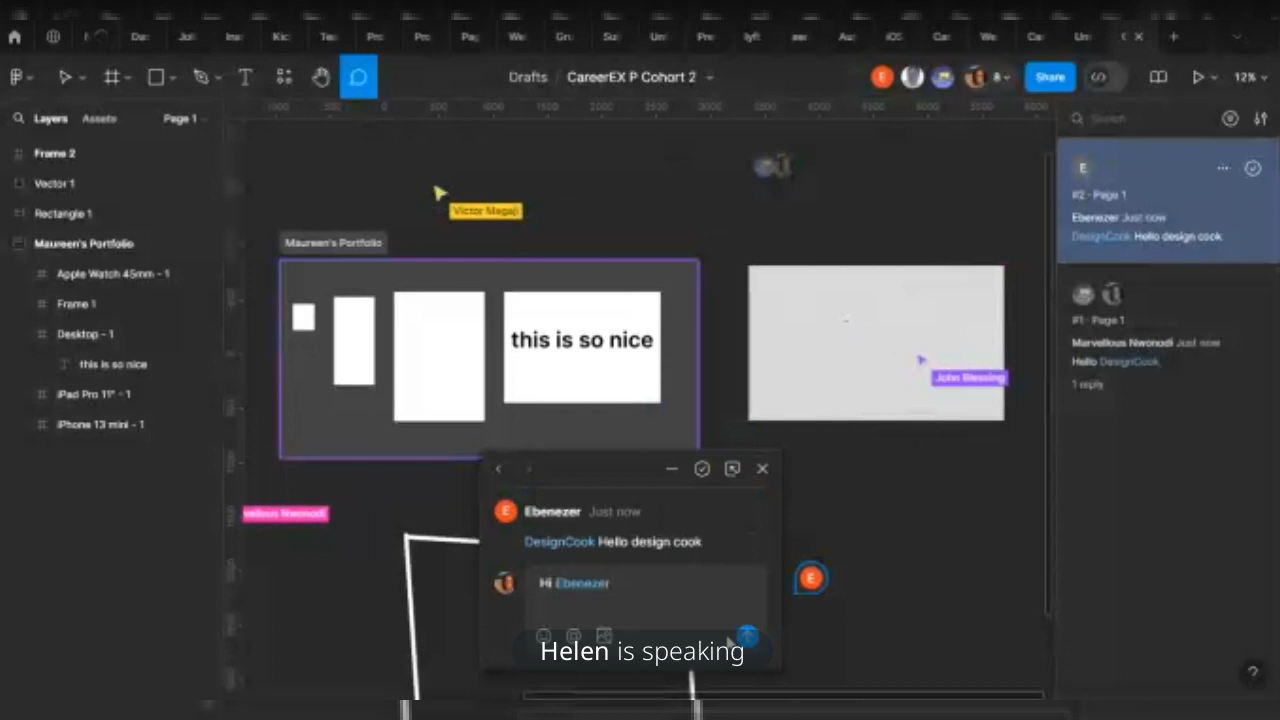 Drafts / CareerEX P Cohort 2
8
Share
12%
Layers
Assets
Page 1
Search
Frame 2
Vector 1
Rectangle 1
Maureen's Portfolio
Apple Watch 45mm - 1
Frame 1
Desktop - 1
this is so nice
iPad Pro 11" - 1
iPhone 13 mini - 1
Victor Magaji
Maureen's Portfolio
this is so nice
John Blessing
vellous Nwonodi
E
#2 · Page 1
Ebenezer Just now
DesignCook Hello design cook
#1 · Page 1
Marvellous Nwonodi Just now
Hello DesignCook
1 reply
E Ebenezer Just now
DesignCook Hello design cook
Hi Ebenezer
E
Helen is speaking
?